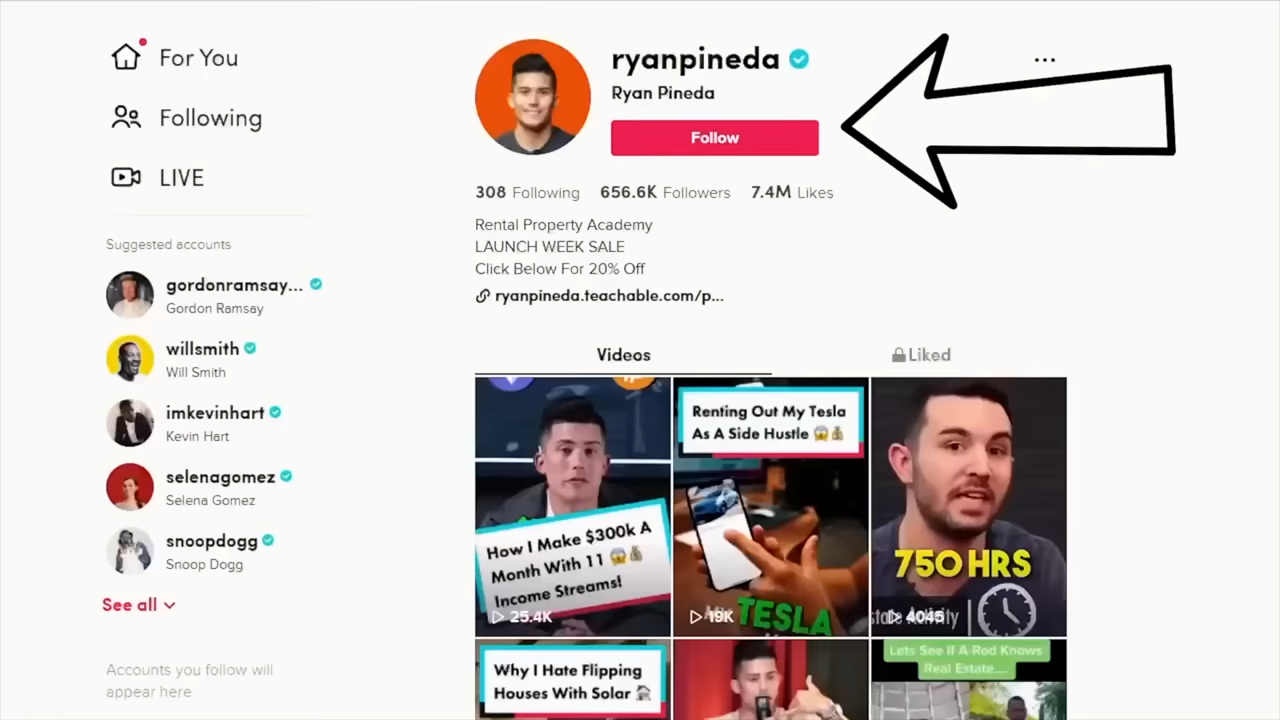 For You
Following
LIVE
Suggested accounts
gordonramsay...
Gordon Ramsay
willsmith
Will Smith
imkevinhart
Kevin Hart
selenagomez
Selena Gomez
snoopdogg
Snoop Dogg
See all
Accounts you follow will
appear here
ryanpineda
Ryan Pineda
Follow
308 Following 656.6K Followers 7.4M Likes
Rental Property Academy
LAUNCH WEEK SALE
Click Below For 20% Off
ryanpineda.teachable.com/p...
Videos
Liked
How I Make $300k A
Month With 11
Income Streams!
25.4K
Renting Out My Tesla
As A Side Hustle
TESLA
19K
750 HRS
Activity
4045
Why I Hate Flipping
Houses With Solar
Lets See If A-Rod Knows
Real Estate....